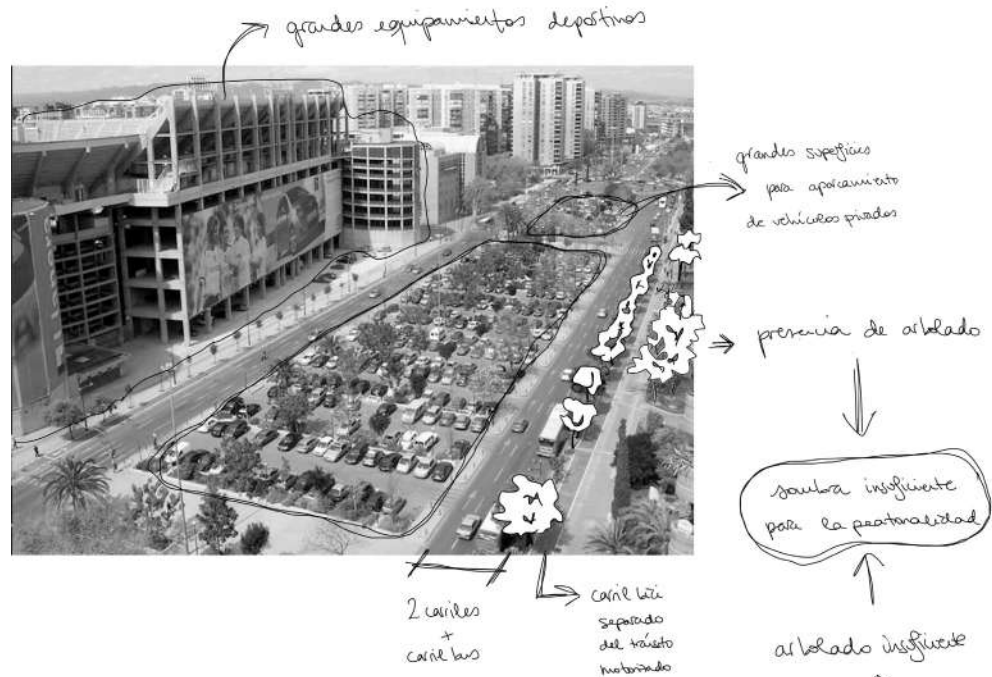 grandes equipamientos deportivos
grandes superficies
para aparcamiento
de vehículos privados
presencia de arbolado
sombra insuficiente
para la peatonalidad
2 carriles
+
carril bus
carril bici
separado
del tránsito
motorizado
arbolado insuficiente